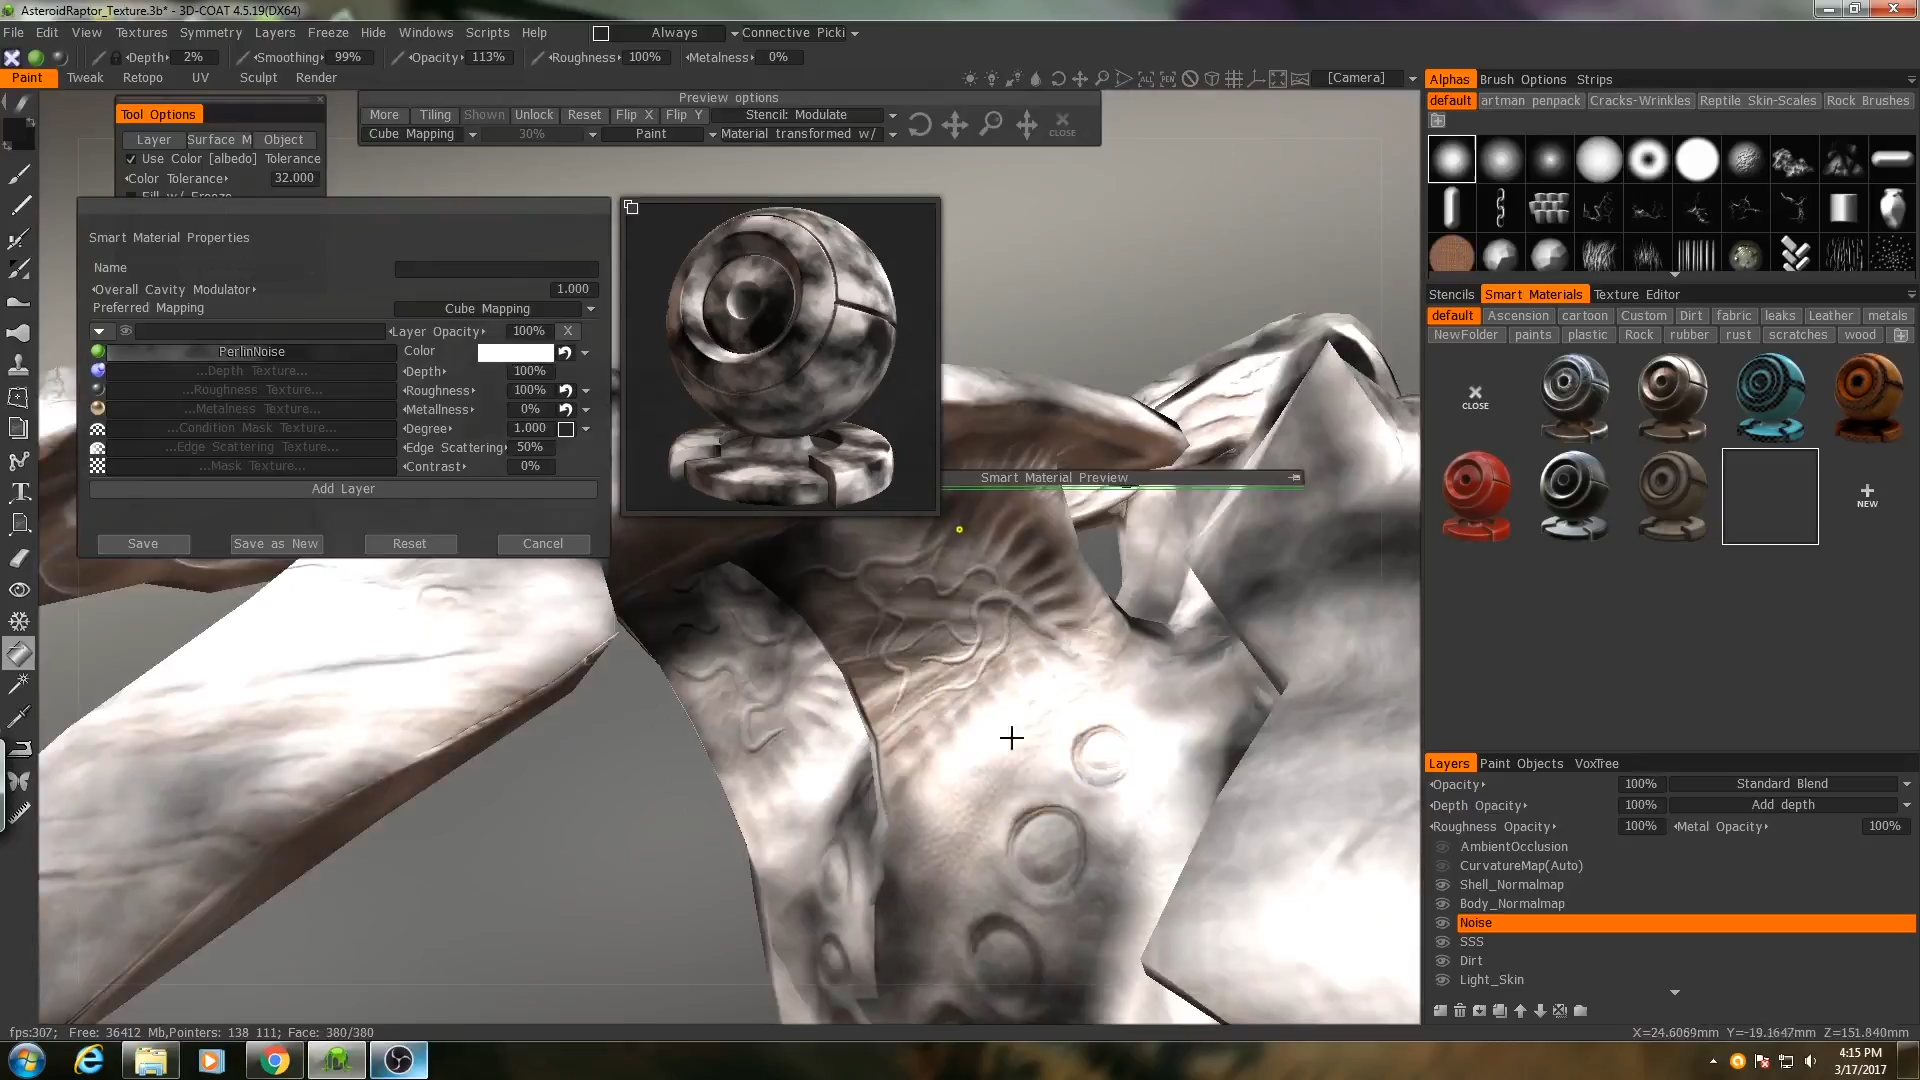 AsteroidRaptor_Texture.3b* - 3D-COAT 4.5.19(DX64)
File Edit View Textures Symmetry Layers Freeze Hide Windows Scripts Help Always Connective Picki
Depth 2% Smoothing 99% Opacity 113% Roughness 100% Metalness 0%
Paint Tweak Retopo UV Sculpt Render [Camera]
Preview options
More Tiling Shown Unlock Reset Flip X Flip Y Stencil: Modulate
Cube Mapping 30% Paint Material transformed w/ CLOSE
Tool Options
Layer Surface M Object
Use Color [albedo] Tolerance
Color Tolerance 32.000
Fill w/ Freeze
Smart Material Properties
Name
Overall Cavity Modulator 1.000
Preferred Mapping Cube Mapping
Layer Opacity 100% X
PerlinNoise Color
...Depth Texture... Depth 100%
...Roughness Texture... Roughness 100%
...Metalness Texture... Metallness 0%
...Condition Mask Texture... Degree 1.000
...Edge Scattering Texture... Edge Scattering 50%
...Mask Texture... Contrast 0%
Add Layer
Save Save as New Reset Cancel
Smart Material Preview
Alphas Brush Options Strips
default artman penpack Cracks-Wrinkles Reptile Skin-Scales Rock Brushes
Stencils Smart Materials Texture Editor
default Ascension cartoon Custom Dirt fabric leaks Leather metals
NewFolder paints plastic Rock rubber rust scratches wood
CLOSE
NEW
Layers Paint Objects VoxTree
Opacity 100% Standard Blend
Depth Opacity 100% Add depth
Roughness Opacity 100% Metal Opacity 100%
AmbientOcclusion
CurvatureMap(Auto)
Shell_Normalmap
Body_Normalmap
Noise
SSS
Dirt
Light_Skin
fps:307; Free: 36412 Mb,Pointers: 138 111; Face: 380/380 X=24.6069mm Y=-19.1647mm Z=151.840mm
4:15 PM
3/17/2017